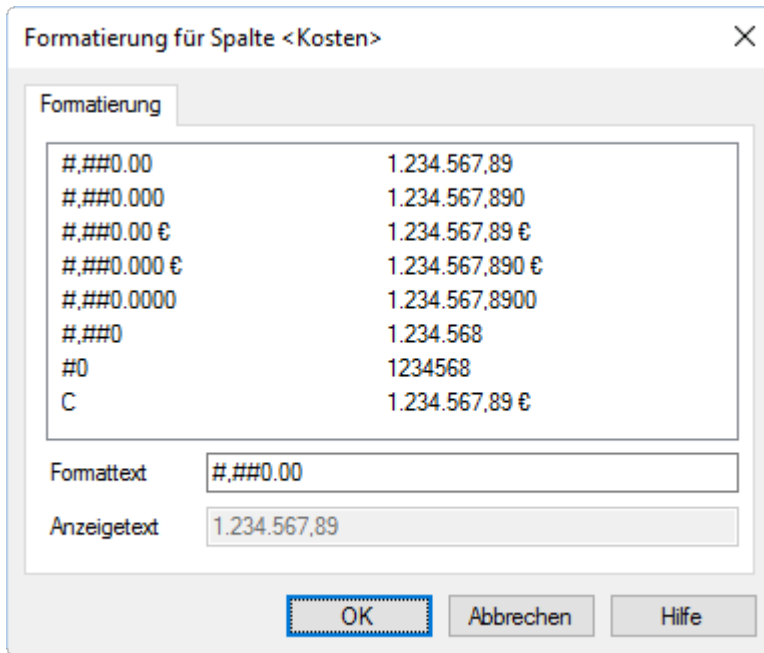 Formatierung für Spalte <Kosten>
Formatierung
#,##0.00 1.234.567,89
#,##0.000 1.234.567,890
#,##0.00 € 1.234.567,89 €
#,##0.000 € 1.234.567,890 €
#,##0.0000 1.234.567,8900
#,##0 1.234.568
#0 1234568
C 1.234.567,89 €
Formattext #,##0.00
Anzeigetext 1.234.567,89
OK Abbrechen Hilfe